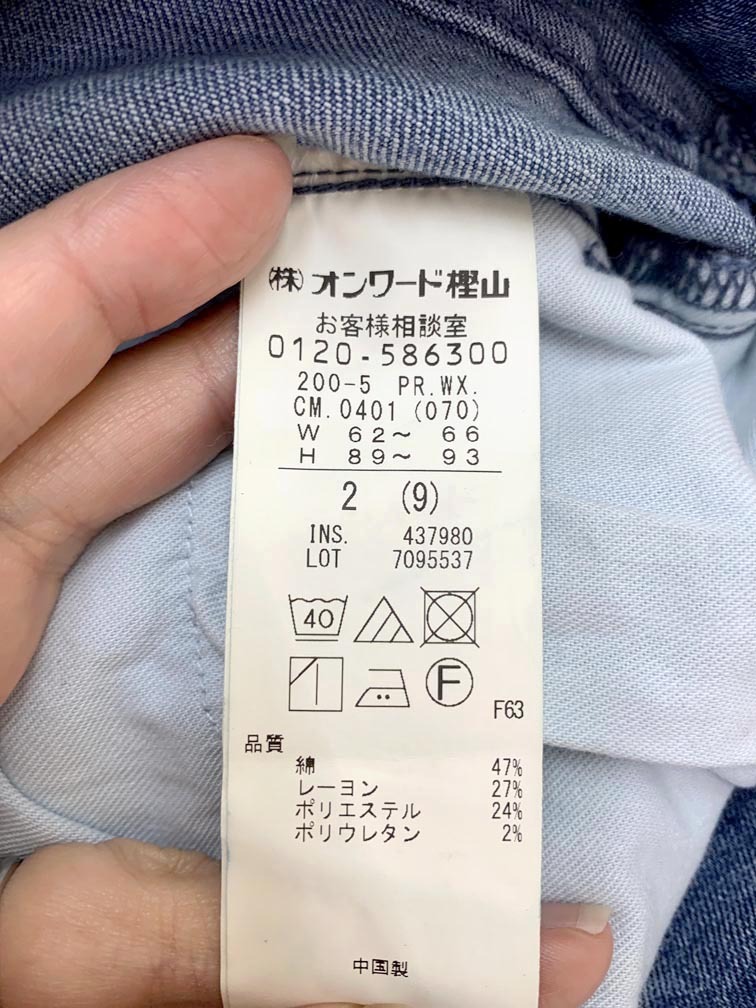 (株)オンワード樫山
お客様相談室
0120-586300
200-5 PR.WX.
CM.0401(070)
W 62～ 66
H 89～ 93
2 (9)
INS. 437980
LOT 7095537
40
F
F63
品質
綿 47%
レーヨン 27%
ポリエステル 24%
ポリウレタン 2%
中国製